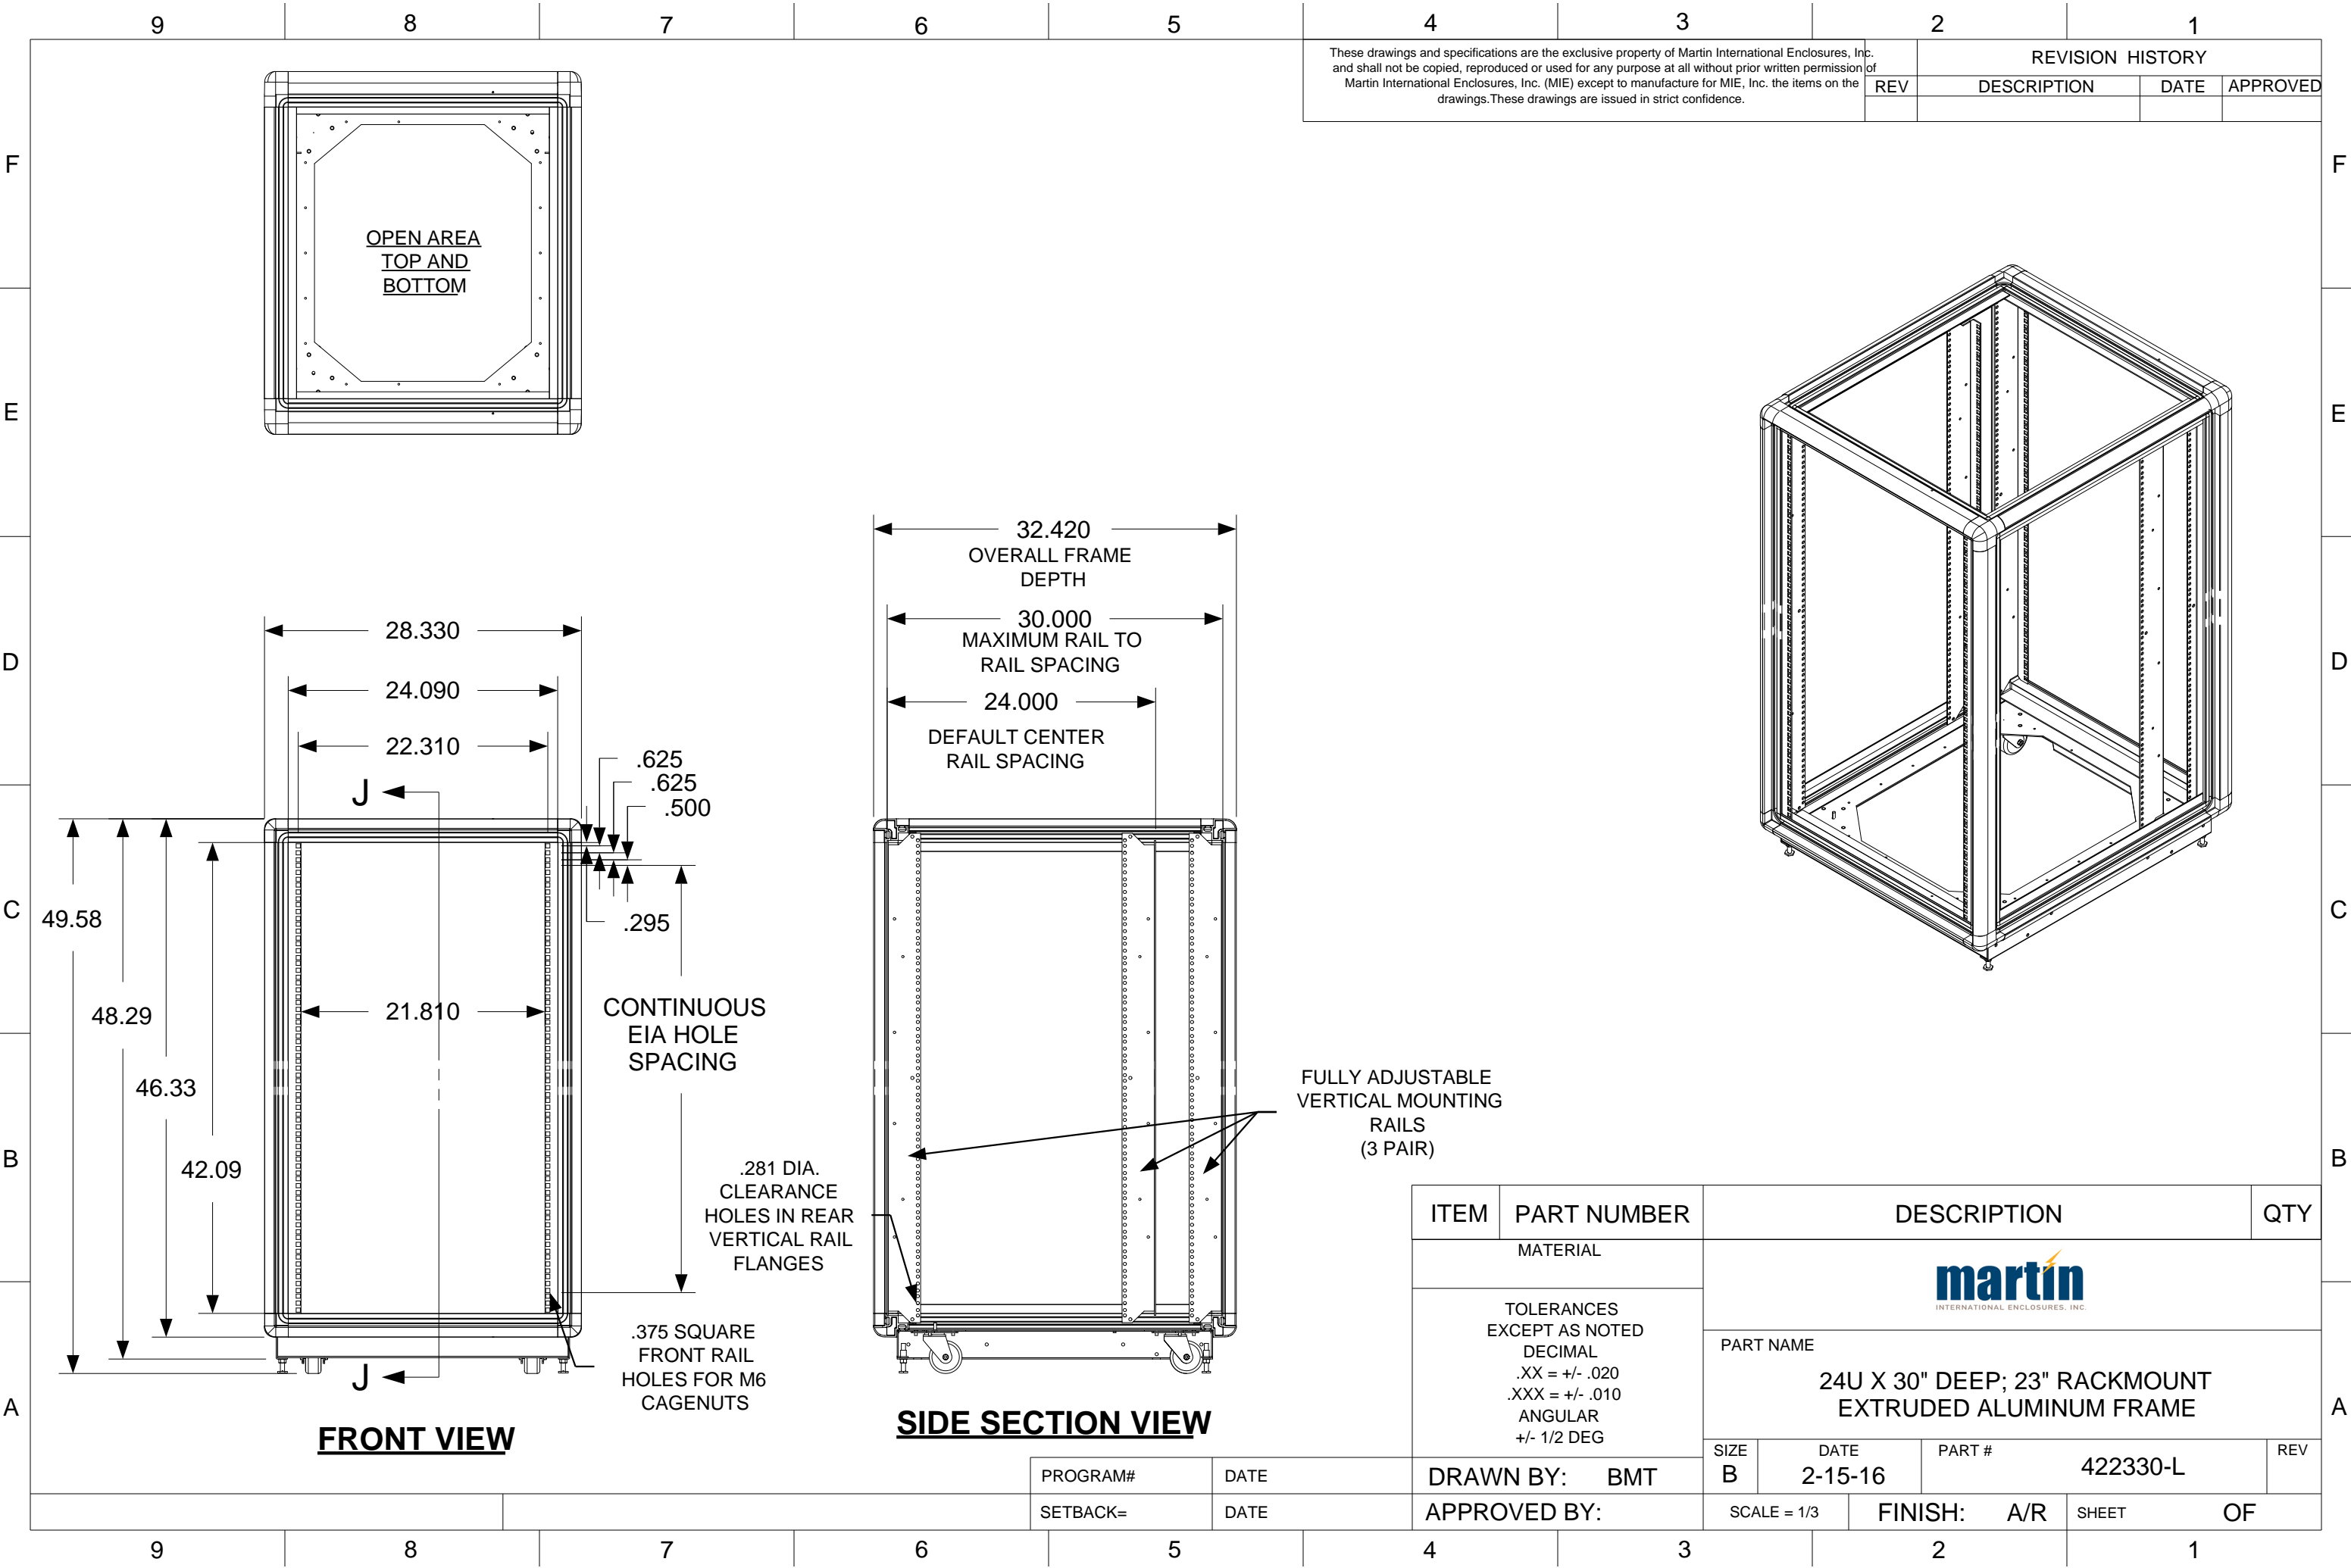 9 8 7 6 5 4 3 2 1
These drawings and specifications are the exclusive property of Martin International Enclosures, Inc.
and shall not be copied, reproduced or used for any purpose at all without prior written permission of
Martin International Enclosures, Inc. (MIE) except to manufacture for MIE, Inc. the items on the
drawings.These drawings are issued in strict confidence.
REVISION HISTORY
REV DESCRIPTION DATE APPROVED
F F
E E
D D
C C
B B
A A
OPEN AREA
TOP AND
BOTTOM
32.420
OVERALL FRAME
DEPTH
30.000
MAXIMUM RAIL TO
RAIL SPACING
24.000
DEFAULT CENTER
RAIL SPACING
28.330
24.090
22.310
J
.625
.625
.500
.295
49.58
48.29
46.33
42.09
21.810
CONTINUOUS
EIA HOLE
SPACING
.281 DIA.
CLEARANCE
HOLES IN REAR
VERTICAL RAIL
FLANGES
FULLY ADJUSTABLE
VERTICAL MOUNTING
RAILS
(3 PAIR)
.375 SQUARE
FRONT RAIL
HOLES FOR M6
CAGENUTS
J
FRONT VIEW
SIDE SECTION VIEW
ITEM PART NUMBER DESCRIPTION QTY
MATERIAL
TOLERANCES
EXCEPT AS NOTED
DECIMAL
.XX = +/- .020
.XXX = +/- .010
ANGULAR
+/- 1/2 DEG
martin
INTERNATIONAL ENCLOSURES, INC.
PART NAME
24U X 30" DEEP; 23" RACKMOUNT
EXTRUDED ALUMINUM FRAME
SIZE DATE PART # REV
B 2-15-16 422330-L
PROGRAM# DATE
DRAWN BY: BMT
SETBACK= DATE
APPROVED BY:
SCALE = 1/3 FINISH: A/R SHEET OF
9 8 7 6 5 4 3 2 1